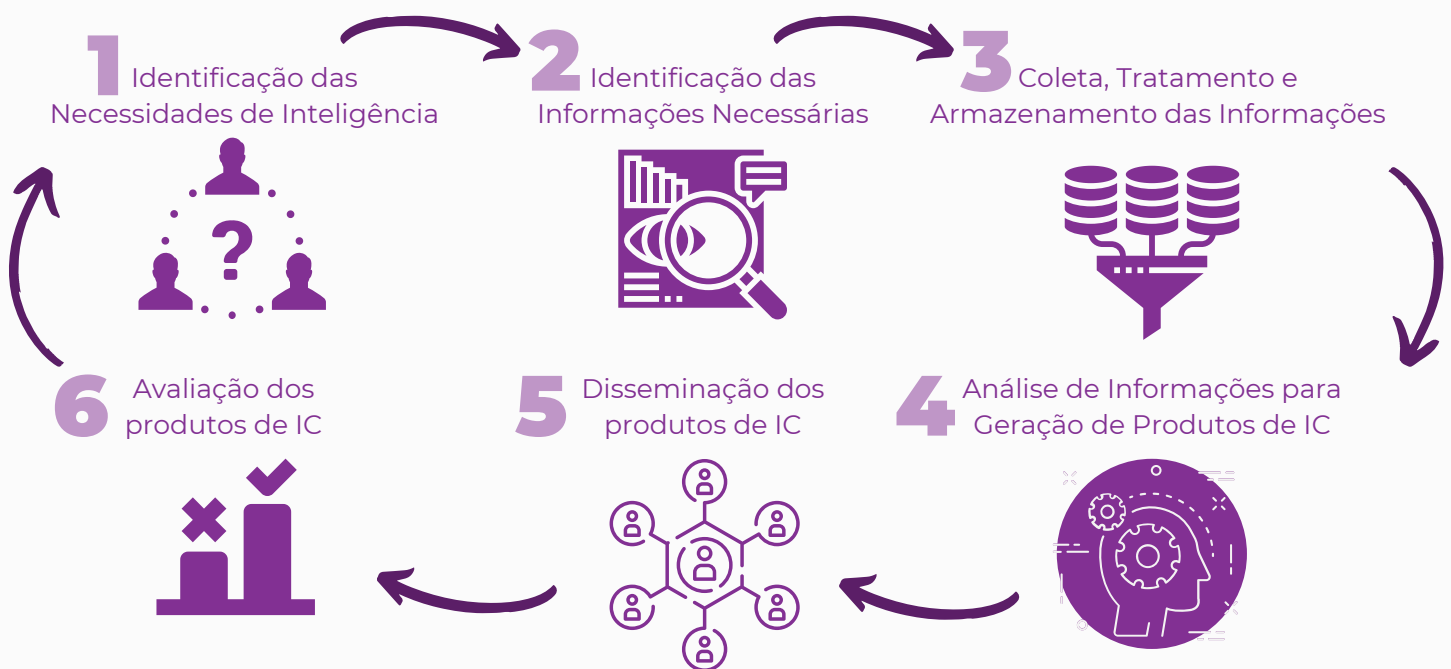 1 Identificação das
Necessidades de Inteligência
2 Identificação das
Informações Necessárias
3 Coleta, Tratamento e
Armazenamento das Informações
?
4 Análise de Informações para
Geração de Produtos de IC
5 Disseminação dos
produtos de IC
6 Avaliação dos
produtos de IC